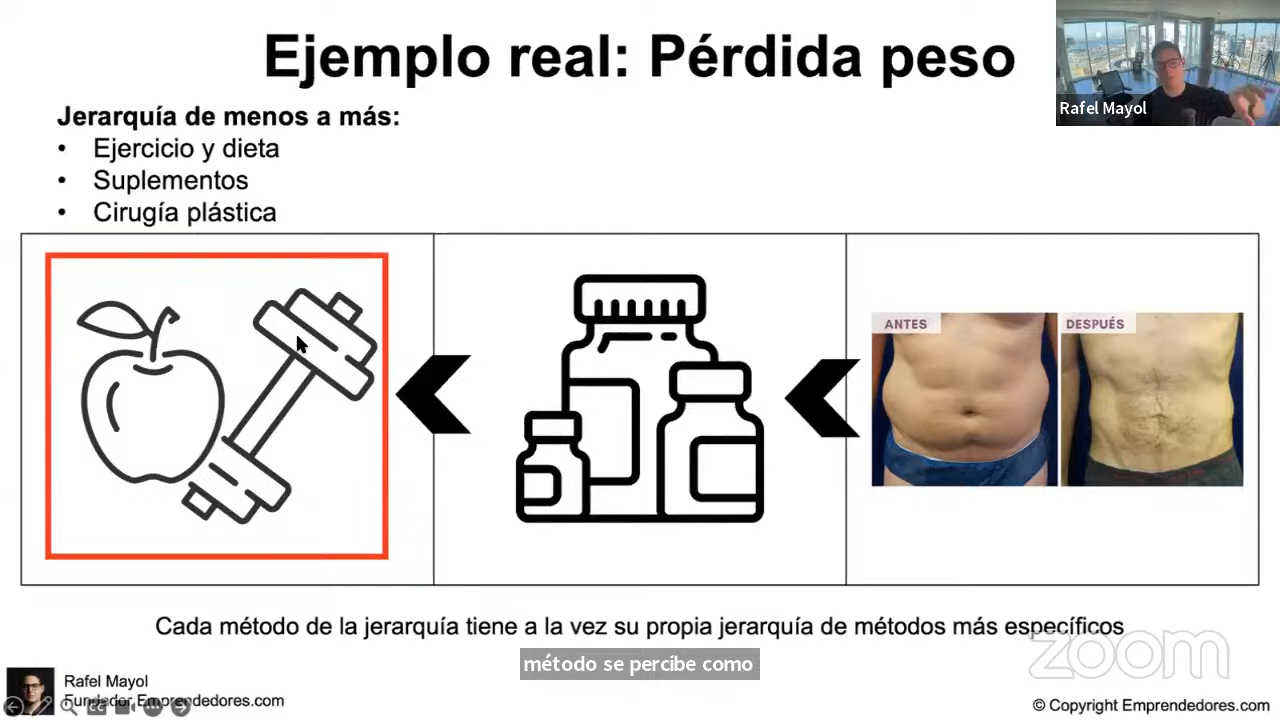 Ejemplo real: Pérdida peso
Rafel Mayol
Jerarquía de menos a más:
• Ejercicio y dieta
• Suplementos
• Cirugía plástica
ANTES
DESPUÉS
Cada método de la jerarquía tiene a la vez su propia jerarquía de métodos más específicos
zoom
método se percibe como
Rafel Mayol
Fundador Emprendedores.com
© Copyright Emprendedores.com